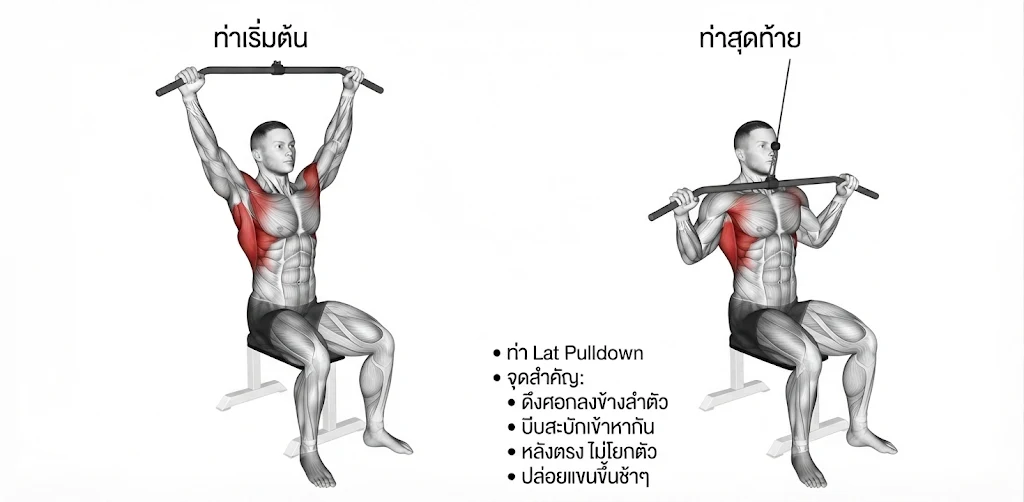 ท่าเริ่มต้น
ท่าสุดท้าย
• ท่า Lat Pulldown
• จุดสำคัญ:
• ดึงศอกลงข้างลำตัว
• บีบสะบักเข้าหากัน
• หลังตรง ไม่โยกตัว
• ปล่อยแขนขึ้นช้าๆ